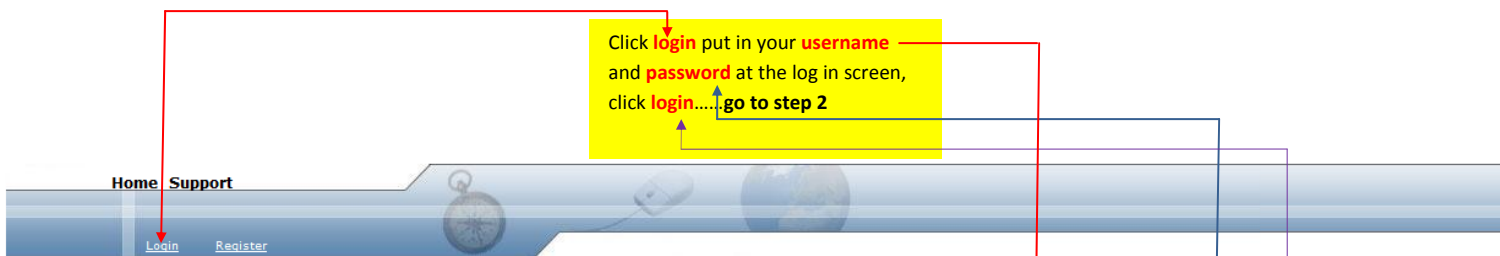 Click login put in your username
and password at the log in screen,
click login......go to step 2
Home Support
Login Register